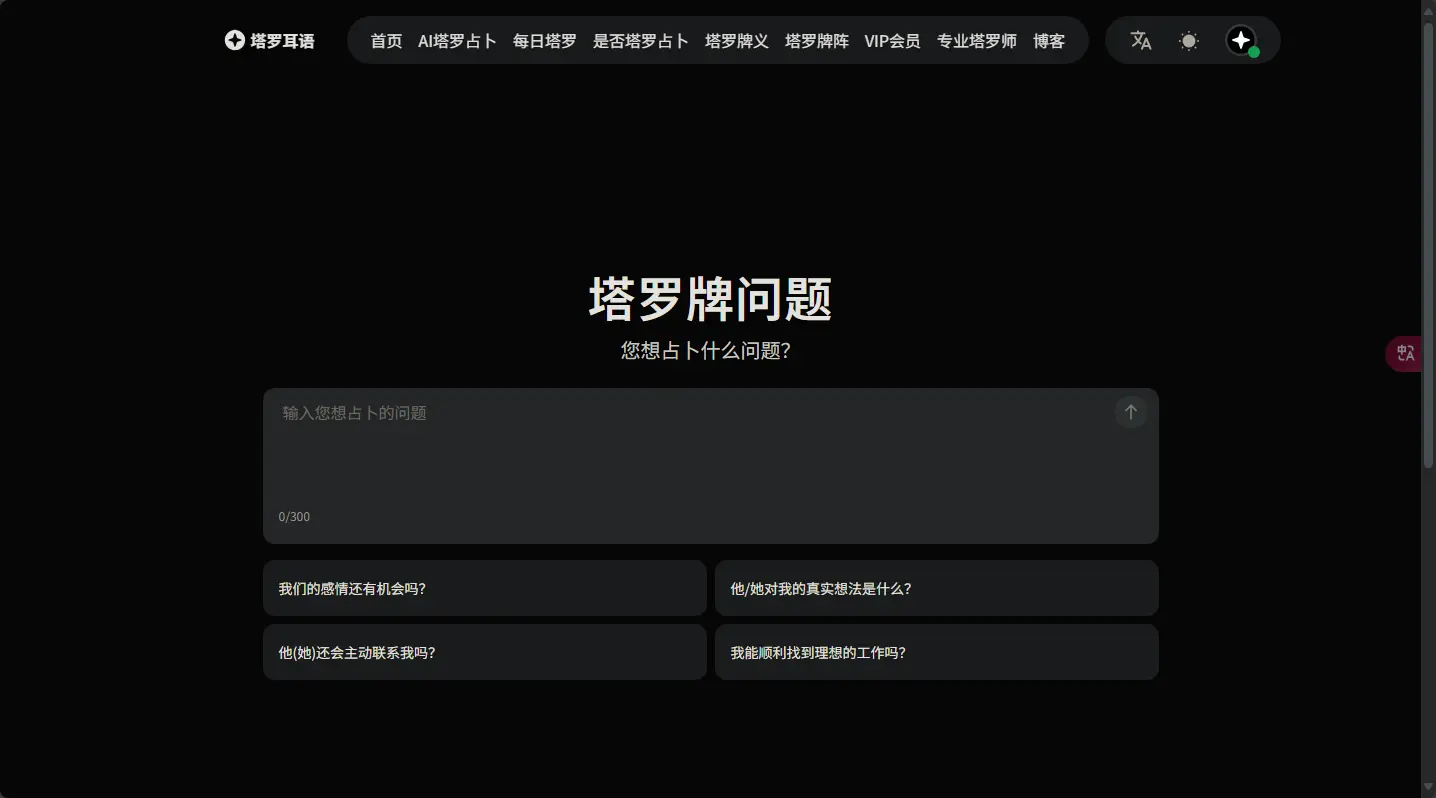 塔罗耳语
首页 AI塔罗占卜 每日塔罗 是否塔罗占卜 塔罗牌义 塔罗牌阵 VIP会员 专业塔罗师 博客
塔罗牌问题
您想占卜什么问题?
输入您想占卜的问题
0/300
我们的感情还有机会吗?
他/她对我的真实想法是什么?
他(她)还会主动联系我吗?
我能顺利找到理想的工作吗?